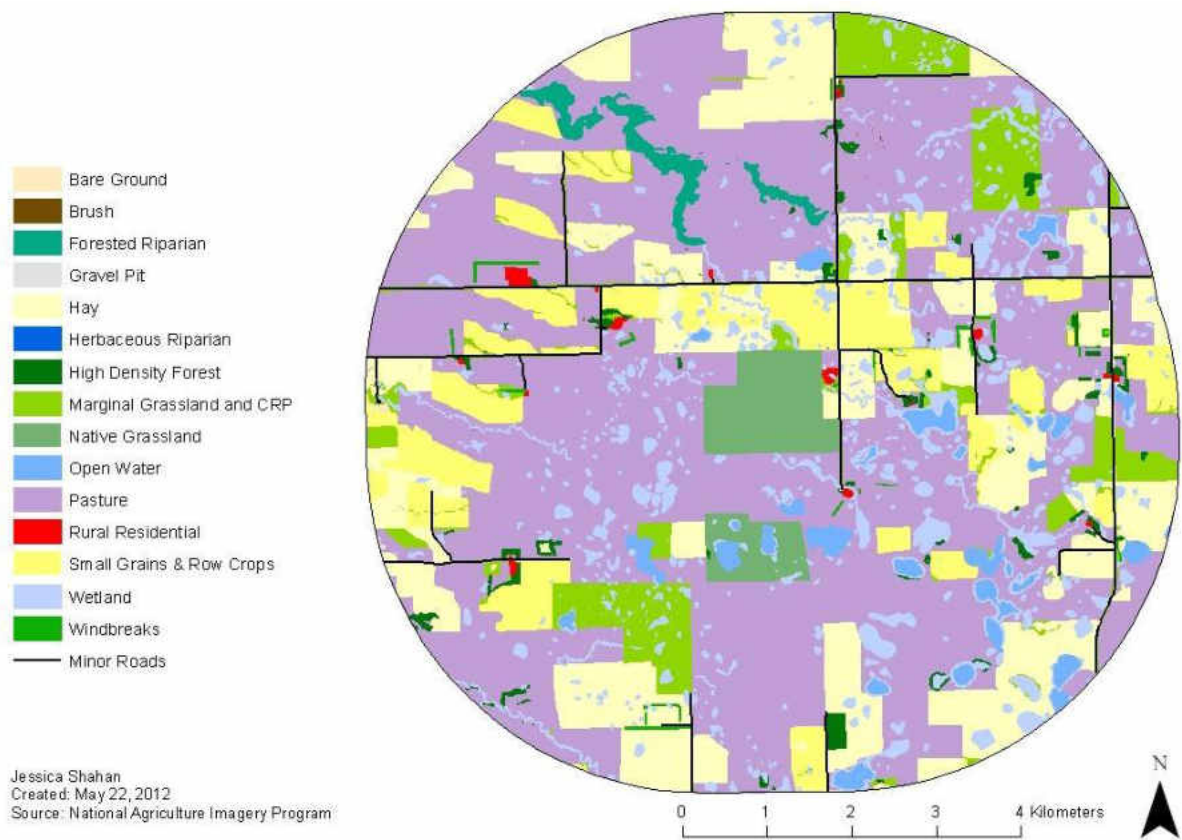 Bare Ground
Brush
Forested Riparian
Gravel Pit
Hay
Herbaceous Riparian
High Density Forest
Marginal Grassland and CRP
Native Grassland
Open Water
Pasture
Rural Residential
Small Grains & Row Crops
Wetland
Windbreaks
Minor Roads
Jessica Shahan
Created: May 22, 2012
Source: National Agriculture Imagery Program
0 1 2 3 4 Kilometers
N